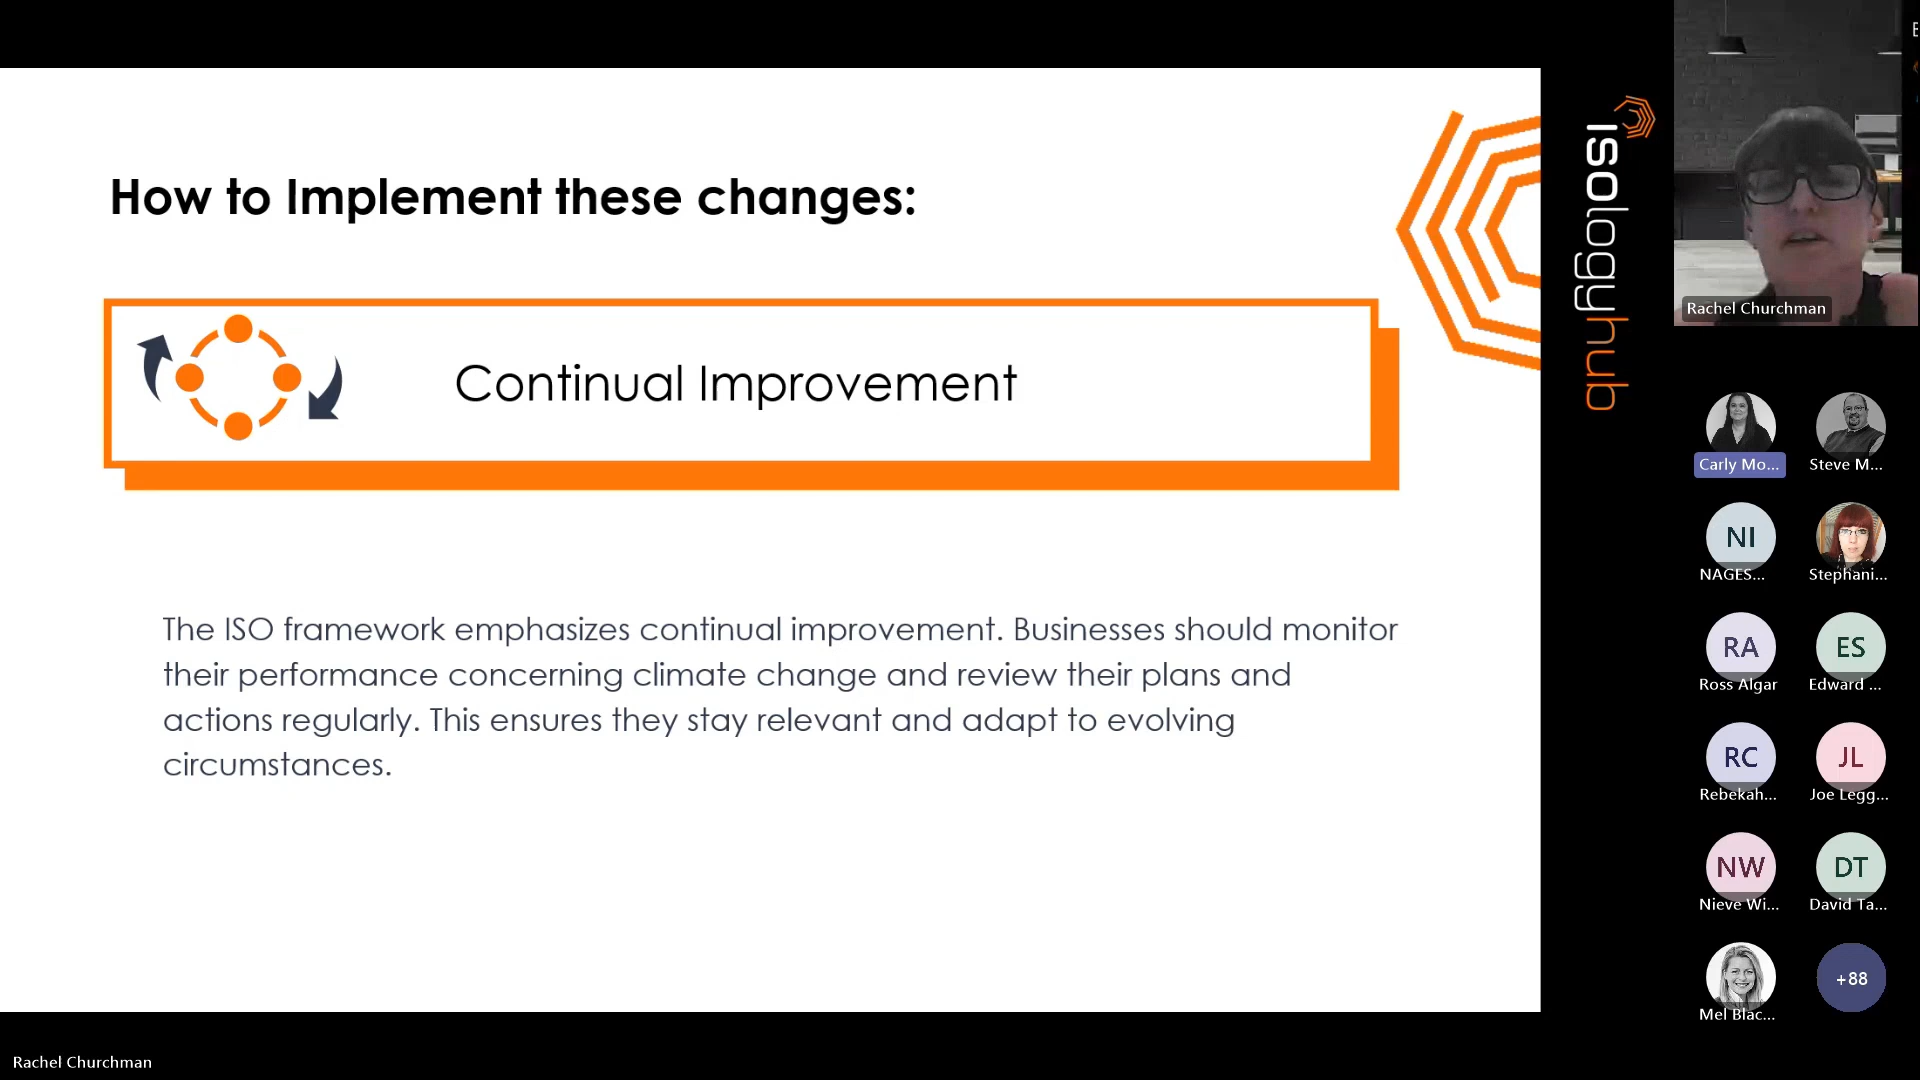 How to Implement these changes:
Continual Improvement
The ISO framework emphasizes continual improvement. Businesses should monitor
their performance concerning climate change and review their plans and
actions regularly. This ensures they stay relevant and adapt to evolving
circumstances.
isologyhub
Rachel Churchman
Carly Mo...
Steve M...
NI
NAGES...
Stephani...
RA
Ross Algar
ES
Edward ...
RC
Rebekah...
JL
Joe Legg...
NW
Nieve Wi...
DT
David Ta...
Mel Blac...
+88
Rachel Churchman